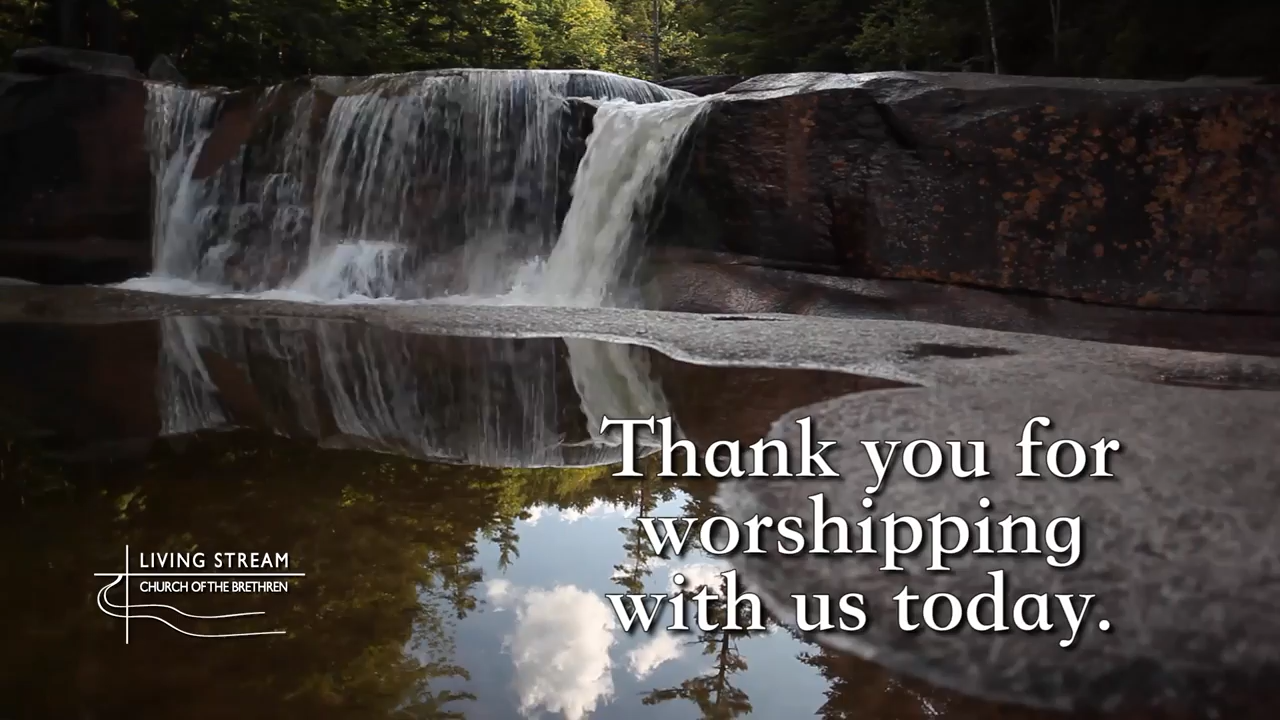 Thank you for
worshipping
with us today.
LIVING STREAM
CHURCH OF THE BRETHREN